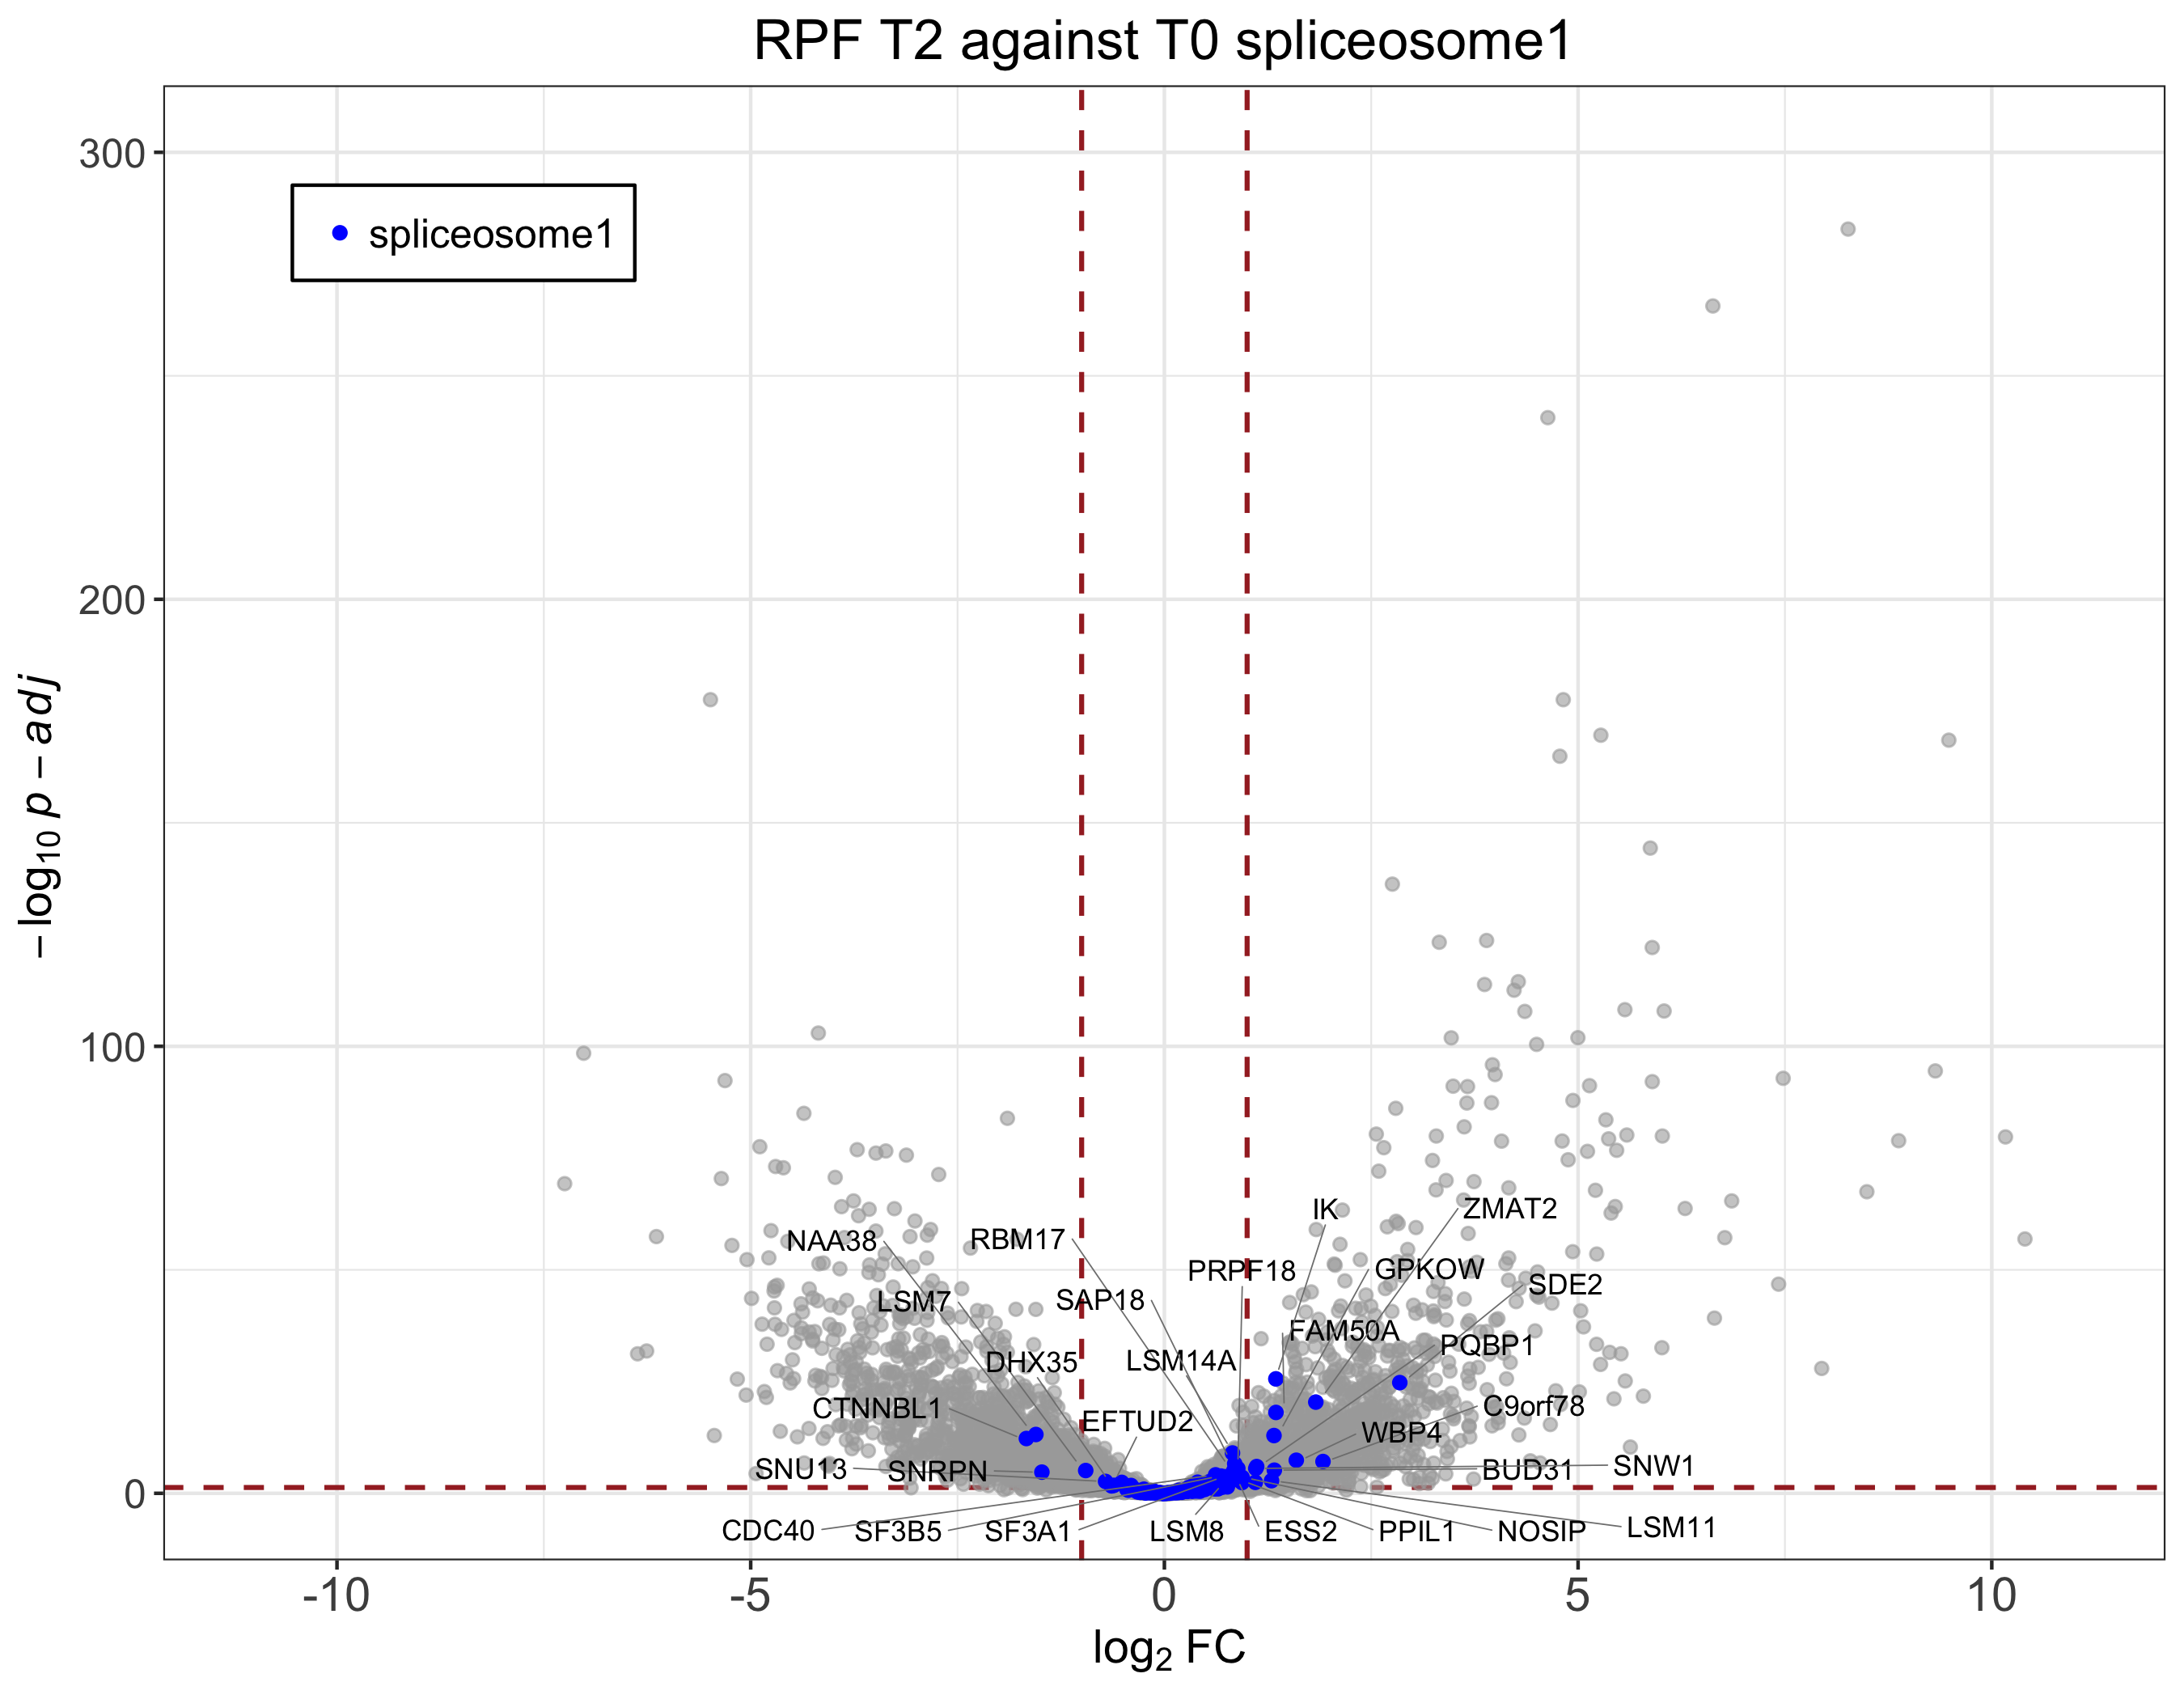 RPF T2 against T0 spliceosome1
300
spliceosome1
200
−log10 p − adj
100
IK
ZMAT2
NAA38
RBM17
PRPF18
GPKOW
SDE2
LSM7
SAP18
FAM50A
PQBP1
DHX35
LSM14A
CTNNBL1
EFTUD2
C9orf78
WBP4
SNU13
SNRPN
BUD31
SNW1
0
CDC40
SF3B5
SF3A1
LSM8
ESS2
PPIL1
NOSIP
LSM11
-10
-5
0
5
10
log2 FC